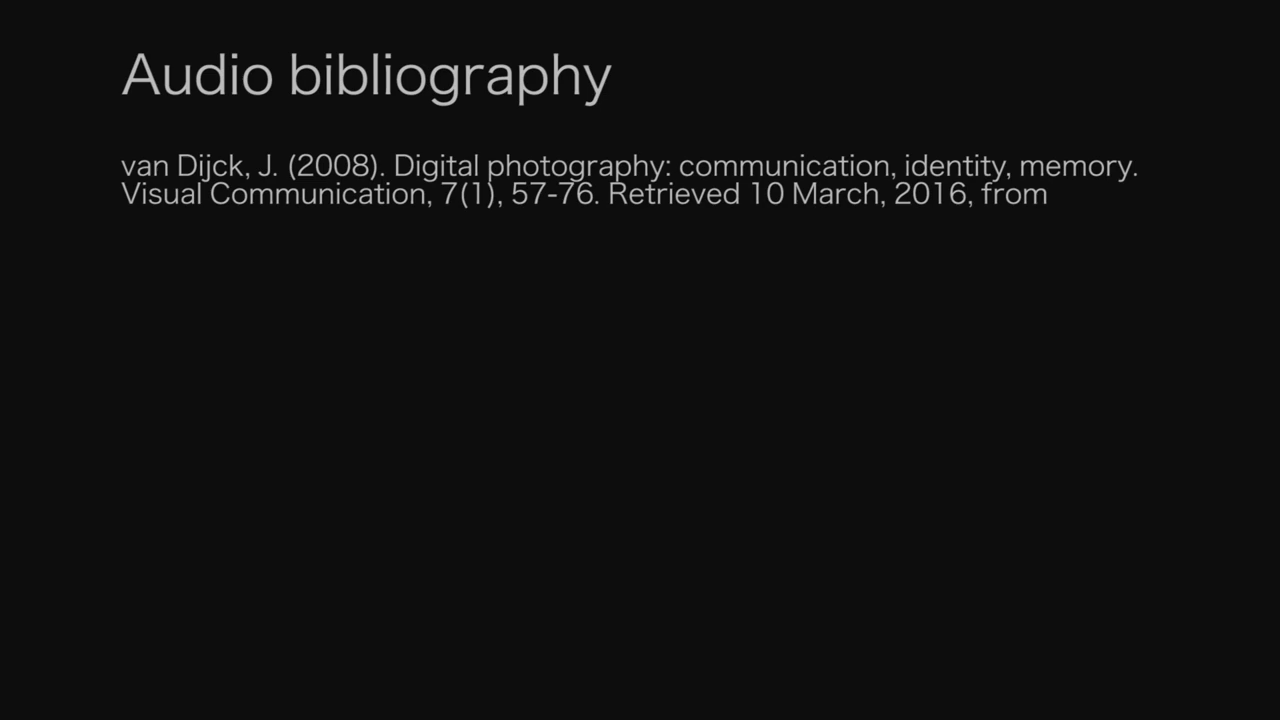 Audio bibliography
van Dijck, J. (2008). Digital photography: communication, identity, memory.
Visual Communication, 7(1), 57-76. Retrieved 10 March, 2016, from